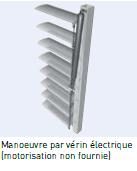 Manoeuvre par vérin électrique
(motorisation non fournie)